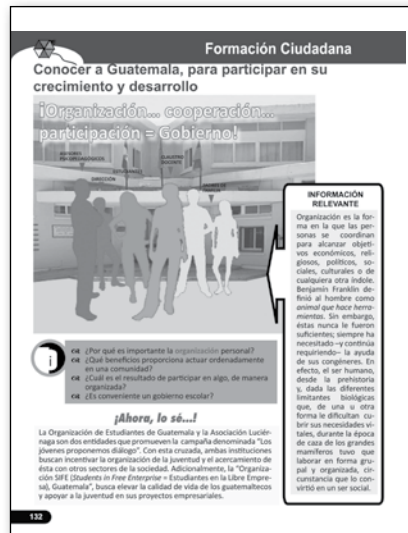 Formación Ciudadana
Conocer a Guatemala, para participar en su
crecimiento y desarrollo
¡Organización... cooperación...
participación = Gobierno!
ASESORES
PSICOPEDAGÓGICOS
ESTUDIANTES
CLAUSTRO
DOCENTE
DIRECCIÓN
PADRES DE
FAMILIA
INFORMACIÓN
RELEVANTE
Organización es la for-
ma en la que las per-
sonas se coordinan
para alcanzar objeti-
vos económicos, reli-
giosos, políticos, so-
ciales, culturales o de
cualquiera otra índole.
Benjamín Franklin de-
finió al hombre como
animal que hace herra-
mientas. Sin embargo,
éstas nunca le fueron
suficientes; siempre ha
necesitado –y continúa
requiriendo– la ayuda
de sus congéneres. En
efecto, el ser humano,
desde la prehistoria
y, dada las diferentes
limitantes biológicas
que, de una u otra
forma le dificultan cu-
brir sus necesidades vi-
tales, durante la época
de caza de los grandes
mamíferos tuvo que
laborar en forma gru-
pal y organizada, cir-
cunstancia que lo con-
virtió en un ser social.
i
¿Por qué es importante la organización personal?
¿Qué beneficios proporciona actuar ordenadamente
en una comunidad?
¿Cuál es el resultado de participar en algo, de manera
organizada?
¿Es conveniente un gobierno escolar?
¡Ahora, lo sé...!
La Organización de Estudiantes de Guatemala y la Asociación Luciér-
naga son dos entidades que promueven la campaña denominada "Los
jóvenes proponemos diálogo". Con esta cruzada, ambas instituciones
buscan incentivar la organización de la juventud y el acercamiento de
ésta con otros sectores de la sociedad. Adicionalmente, la "Organiza-
ción SIFE (Students in Free Enterprise = Estudiantes en la Libre Empre-
sa), Guatemala", busca elevar la calidad de vida de los guatemaltecos
y apoyar a la juventud en sus proyectos empresariales.
132